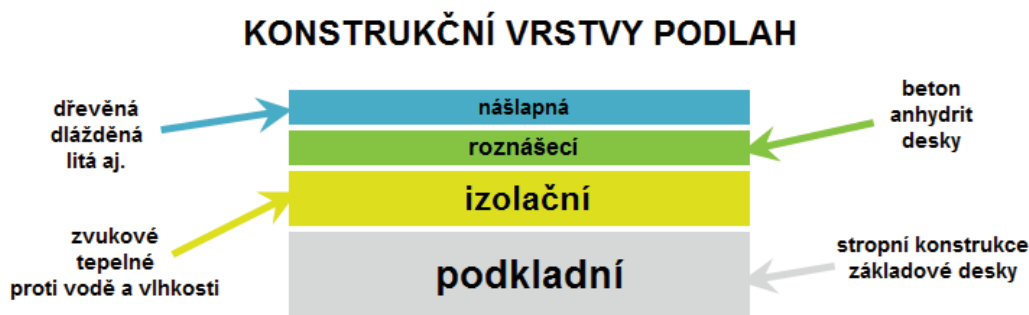 KONSTRUKČNÍ VRSTVY PODLAH
dřevěná
dlážděná
litá aj.
nášlapná
beton
anhydrit
desky
roznášecí
izolační
zvukové
tepelné
proti vodě a vlhkosti
podkladní
stropní konstrukce
základové desky